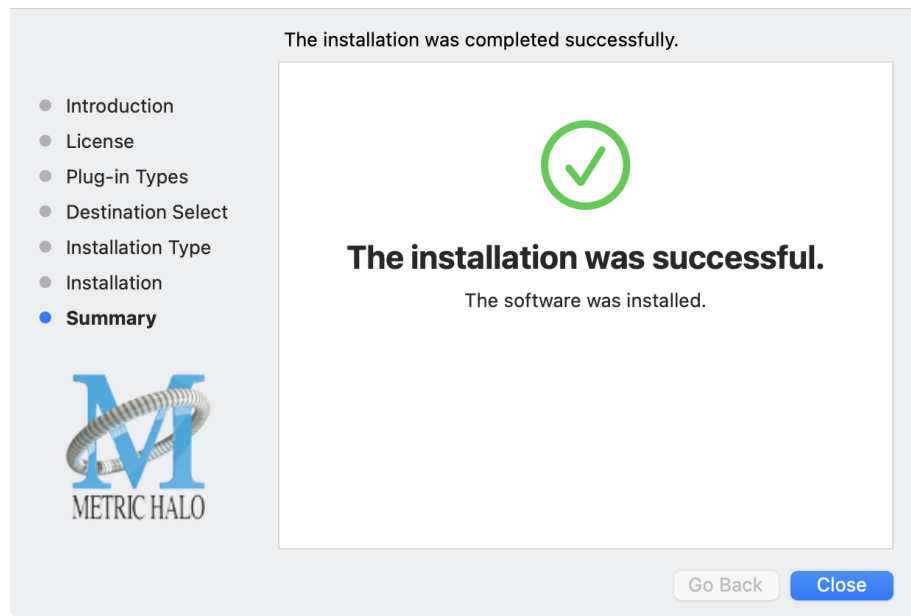 The installation was completed successfully.
Introduction
License
Plug-in Types
Destination Select
Installation Type
Installation
Summary
M
METRIC HALO
The installation was successful.
The software was installed.
Go Back
Close